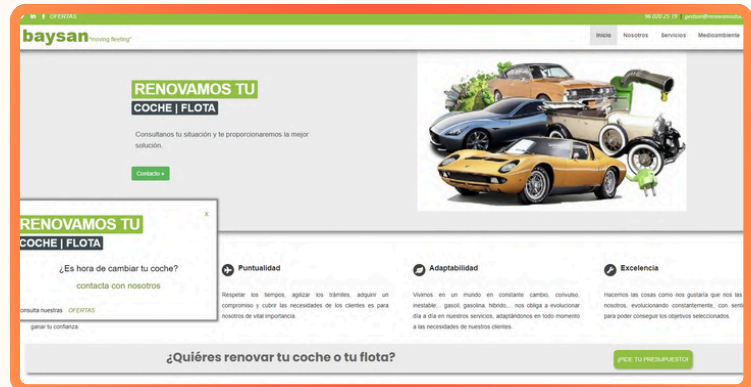 in f OFERTAS
96 020 25 19 | gestion@
baysan "moving fleeting"
Inicio Nosotros Servicios Medioambiente
RENOVAMOS TU
COCHE | FLOTA
Consultanos tu situación y te proporcionaremos la mejor
solución.
Contacto »
x
RENOVAMOS TU
COCHE | FLOTA
¿Es hora de cambiar tu coche?
contacta con nosotros
onsulta nuestras OFERTAS
ganar tu confianza.
Puntualidad
Respetar los tiempos, agilizar los trámites, adquirir un
compromiso y cubrir las necesidades de los clientes es para
nosotros de vital importancia.
Adaptabilidad
Vivimos en un mundo en constante cambio, convulso,
inestable... gasoil, gasolina, híbrido... nos obliga a evolucionar
día a día en nuestros servicios, adaptándonos en todo momento
a las necesidades de nuestros clientes.
Excelencia
Hacemos las cosas como nos gustaría que nos las
nosotros, evolucionando constantemente, con senti
para poder conseguir los objetivos seleccionados.
¿Quiéres renovar tu coche o tu flota?
¡PIDE TU PRESUPUESTO!